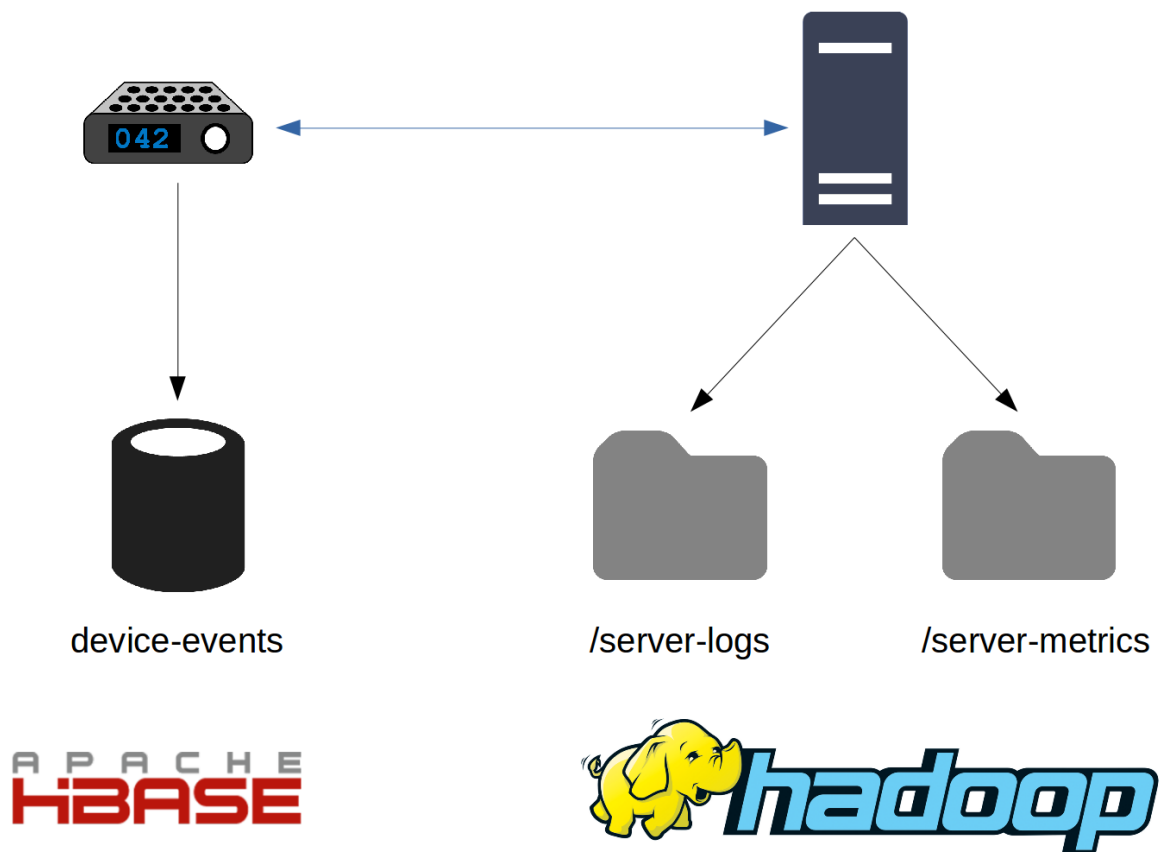 042
device-events
/server-logs
/server-metrics
APACHE
HBASE
hadoop